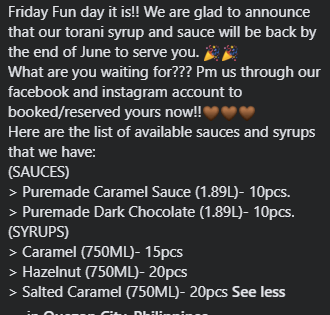 Friday Fun day it is!! We are glad to announce
that our torani syrup and sauce will be back by
the end of June to serve you. 🎉🎉
What are you waiting for??? Pm us through our
facebook and instagram account to
booked/reserved yours now!!🤎🤎🤎
Here are the list of available sauces and syrups
that we have:
(SAUCES)
> Puremade Caramel Sauce (1.89L)- 10pcs.
> Puremade Dark Chocolate (1.89L)- 10pcs.
(SYRUPS)
> Caramel (750ML)- 15pcs
> Hazelnut (750ML)- 20pcs
> Salted Caramel (750ML)- 20pcs See less
in Quezon City, Philippines